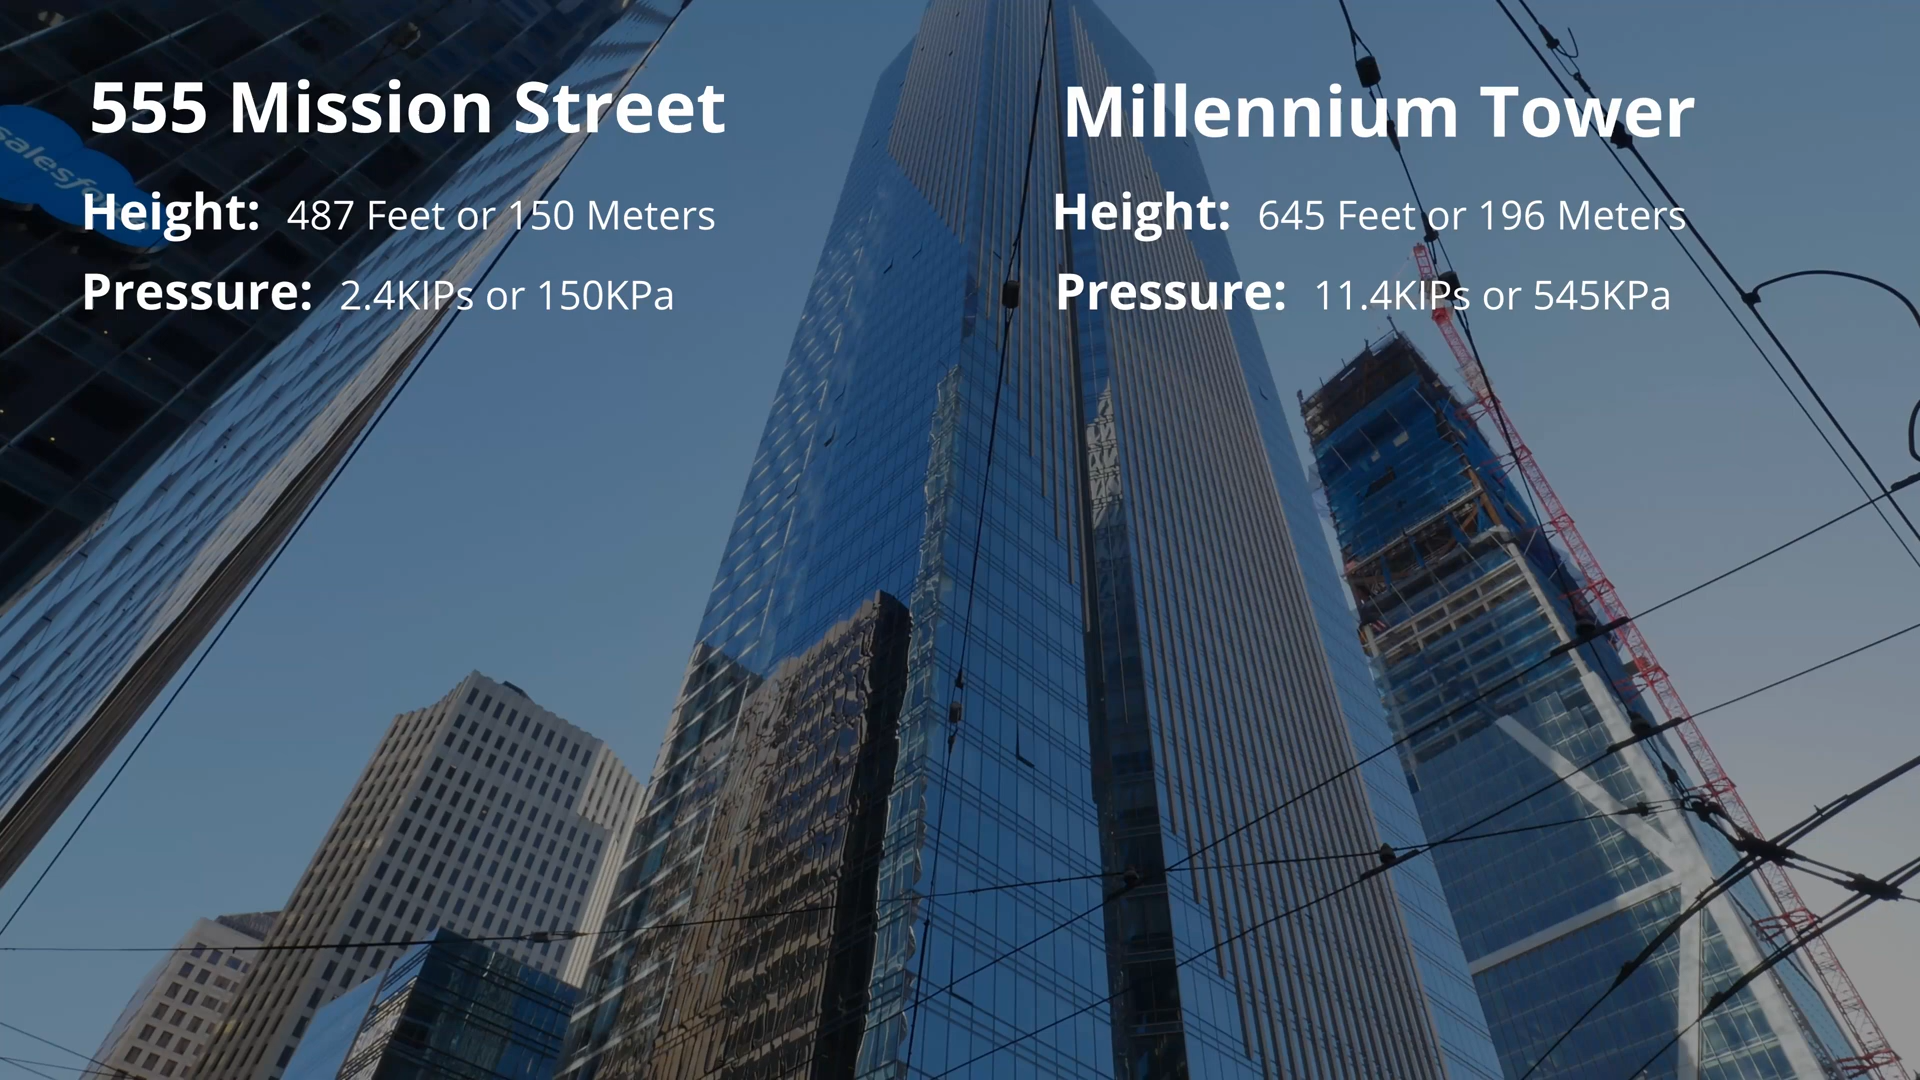 555 Mission Street
Height: 487 Feet or 150 Meters
Pressure: 2.4KIPs or 150KPa
Millennium Tower
Height: 645 Feet or 196 Meters
Pressure: 11.4KIPs or 545KPa